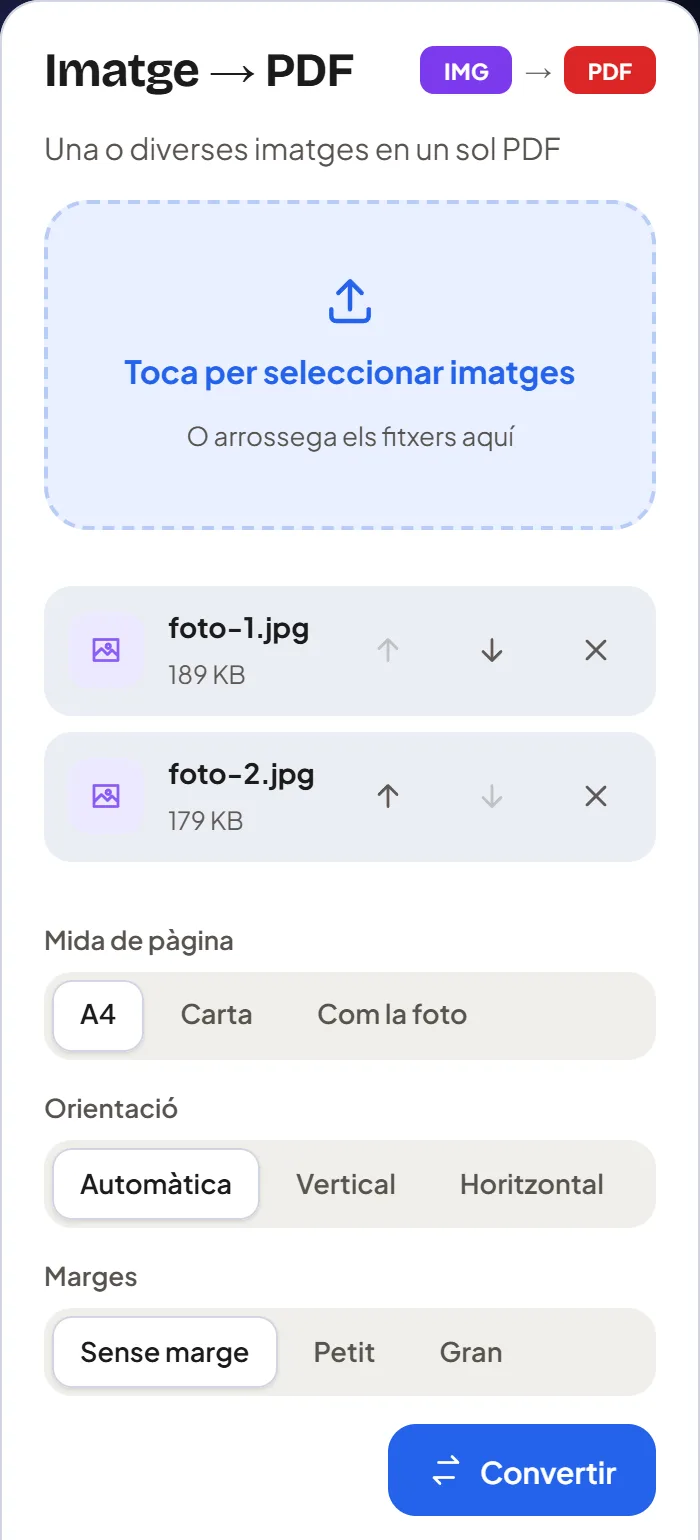 Imatge → PDF
IMG → PDF
Una o diverses imatges en un sol PDF
Toca per seleccionar imatges
O arrossega els fitxers aquí
foto-1.jpg
189 KB
foto-2.jpg
179 KB
Mida de pàgina
A4 Carta Com la foto
Orientació
Automàtica Vertical Horitzontal
Marges
Sense marge Petit Gran
Convertir